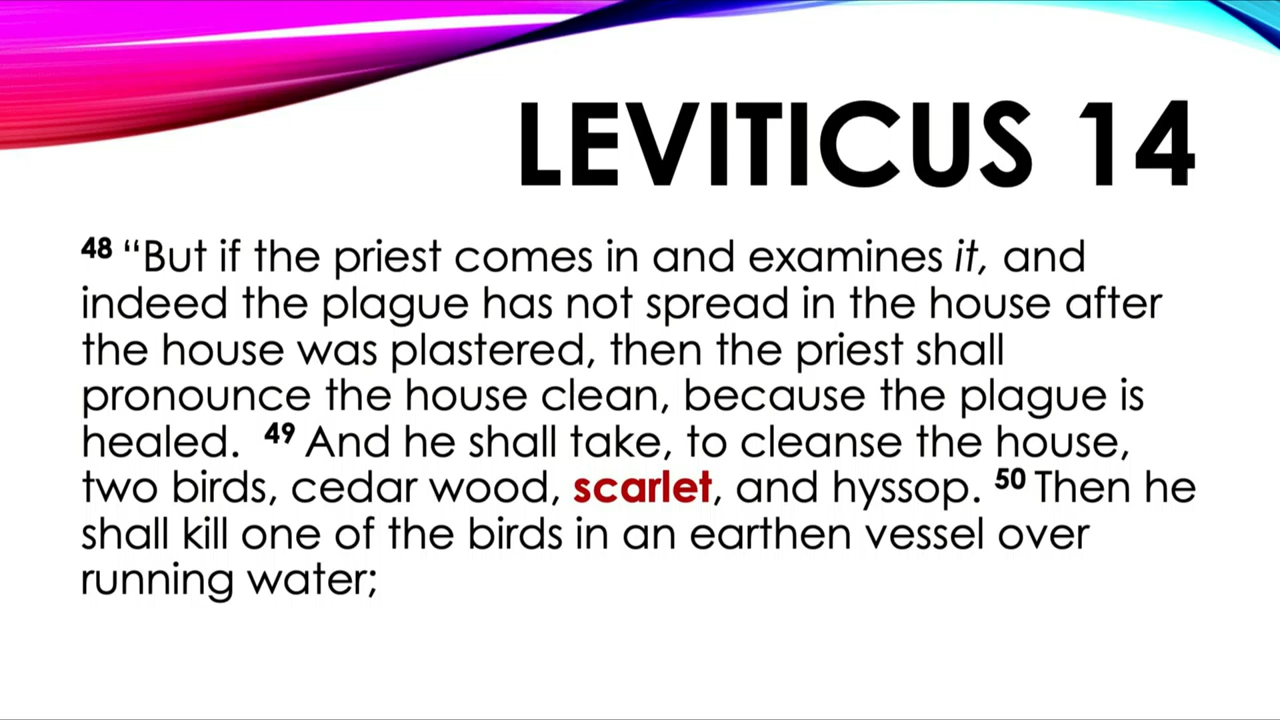 LEVITICUS 14
48 “But if the priest comes in and examines it, and
indeed the plague has not spread in the house after
the house was plastered, then the priest shall
pronounce the house clean, because the plague is
healed. 49 And he shall take, to cleanse the house,
two birds, cedar wood, scarlet, and hyssop. 50 Then he
shall kill one of the birds in an earthen vessel over
running water;